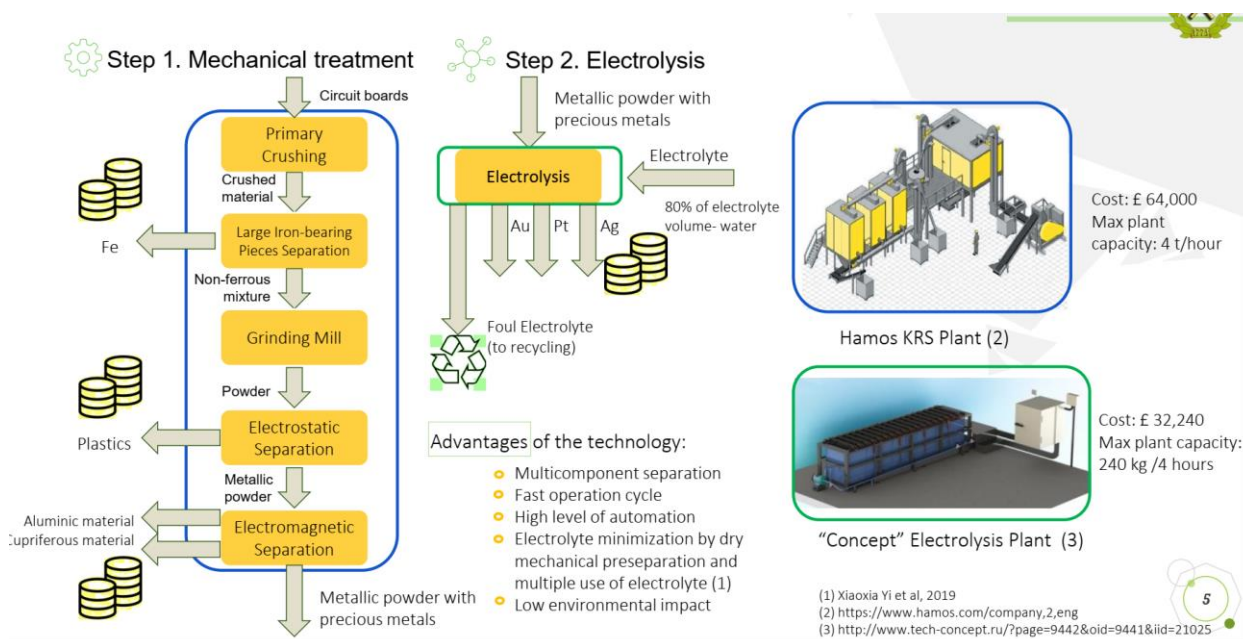 Step 1. Mechanical treatment
Circuit boards
Primary
Crushing
Crushed
material
Large Iron-bearing
Pieces Separation
Fe
Non-ferrous
mixture
Grinding Mill
Powder
Electrostatic
Separation
Plastics
Metallic
powder
Electromagnetic
Separation
Aluminic material
Cupriferous material
Metallic powder with
precious metals
Step 2. Electrolysis
Metallic powder with
precious metals
Electrolysis
Electrolyte
80% of electrolyte
volume- water
Au
Pt
Ag
Foul Electrolyte
(to recycling)
Advantages of the technology:
Multicomponent separation
Fast operation cycle
High level of automation
Electrolyte minimization by dry
mechanical preseparation and
multiple use of electrolyte (1)
Low environmental impact
Cost: £ 64,000
Max plant
capacity: 4 t/hour
Hamos KRS Plant (2)
Cost: £ 32,240
Max plant capacity:
240 kg /4 hours
“Concept” Electrolysis Plant (3)
(1) Xiaoxia Yi et al, 2019
(2) https://www.hamos.com/company,2,eng
(3) http://www.tech-concept.ru/?page=9442&oid=9441&iid=21025
5